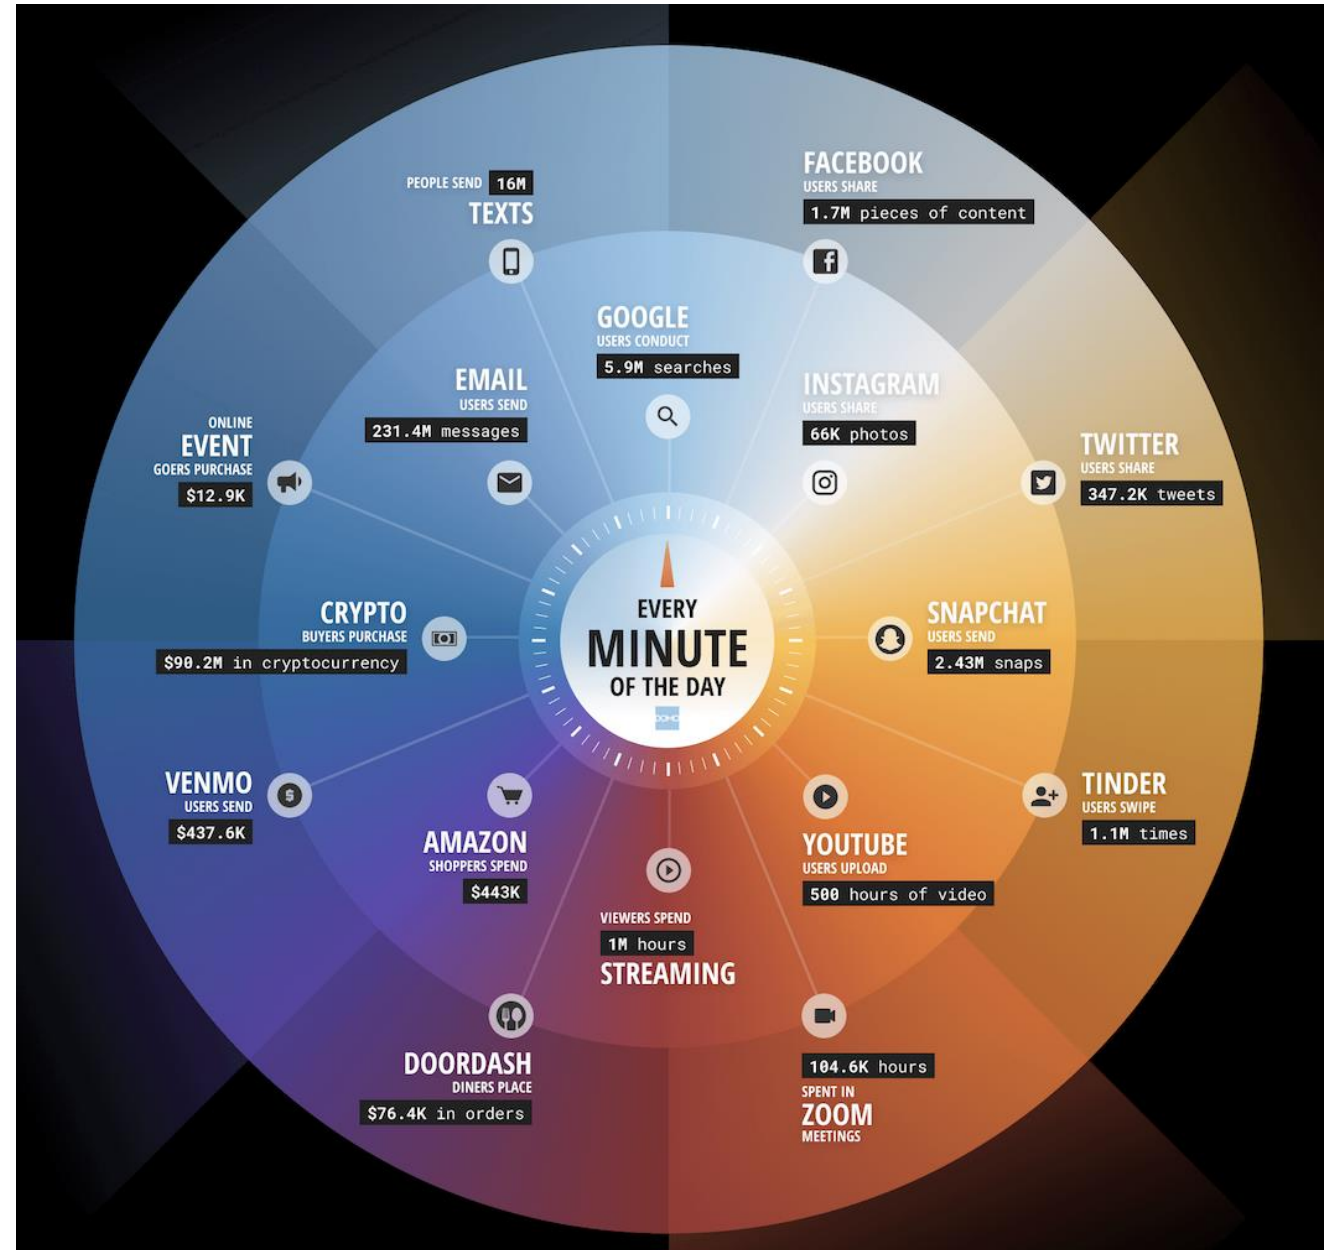 PEOPLE SEND 16M
TEXTS
FACEBOOK
USERS SHARE
1.7M pieces of content
GOOGLE
USERS CONDUCT
5.9M searches
EMAIL
USERS SEND
231.4M messages
INSTAGRAM
USERS SHARE
66K photos
ONLINE
EVENT
GOERS PURCHASE
$12.9K
TWITTER
USERS SHARE
347.2K tweets
CRYPTO
BUYERS PURCHASE
$90.2M in cryptocurrency
EVERY
MINUTE
OF THE DAY
DOMO
SNAPCHAT
USERS SEND
2.43M snaps
VENMO
USERS SEND
$437.6K
AMAZON
SHOPPERS SPEND
$443K
VIEWERS SPEND
1M hours
STREAMING
YOUTUBE
USERS UPLOAD
500 hours of video
TINDER
USERS SWIPE
1.1M times
DOORDASH
DINERS PLACE
$76.4K in orders
104.6K hours
SPENT IN
ZOOM
MEETINGS